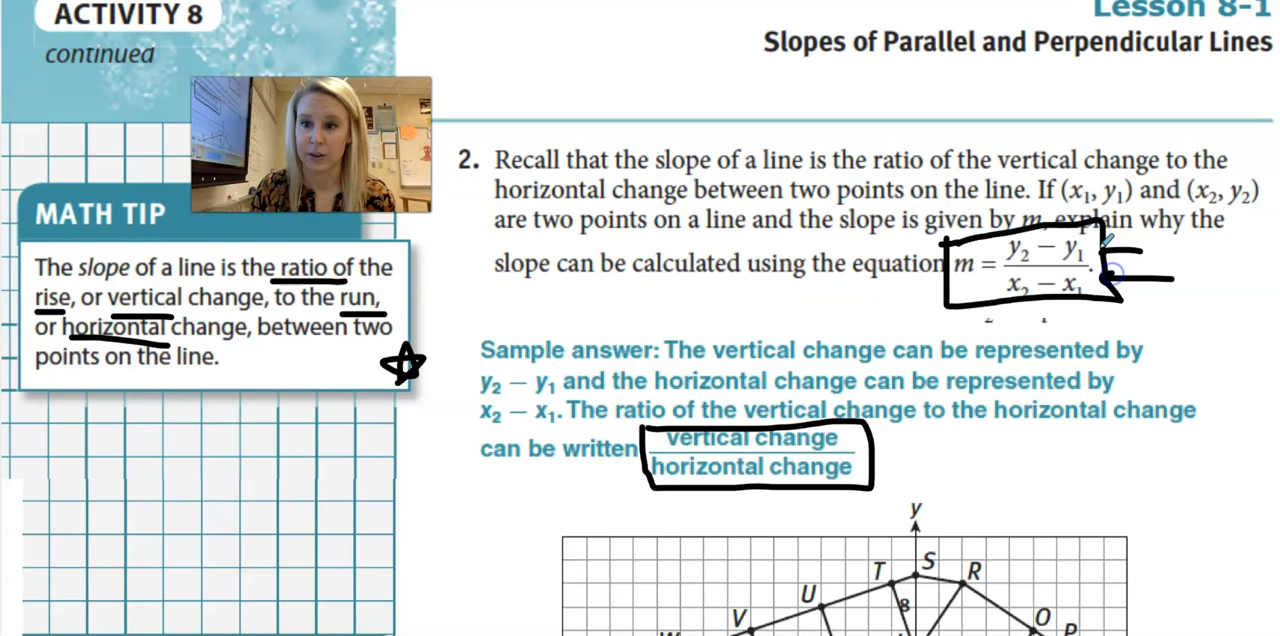 ACTIVITY 8
continued
Lesson 8-1
Slopes of Parallel and Perpendicular Lines
MATH TIP
The slope of a line is the ratio of the
rise, or vertical change, to the run,
or horizontal change, between two
points on the line.
2. Recall that the slope of a line is the ratio of the vertical change to the
horizontal change between two points on the line. If (x₁, y₁) and (x₂, y₂)
are two points on a line and the slope is given by m, explain why the
slope can be calculated using the equation m = (y₂ − y₁)/(x₂ − x₁).
Sample answer: The vertical change can be represented by
y₂ − y₁ and the horizontal change can be represented by
x₂ − x₁. The ratio of the vertical change to the horizontal change
can be written vertical change
horizontal change
y
T S R
U 8
V O P